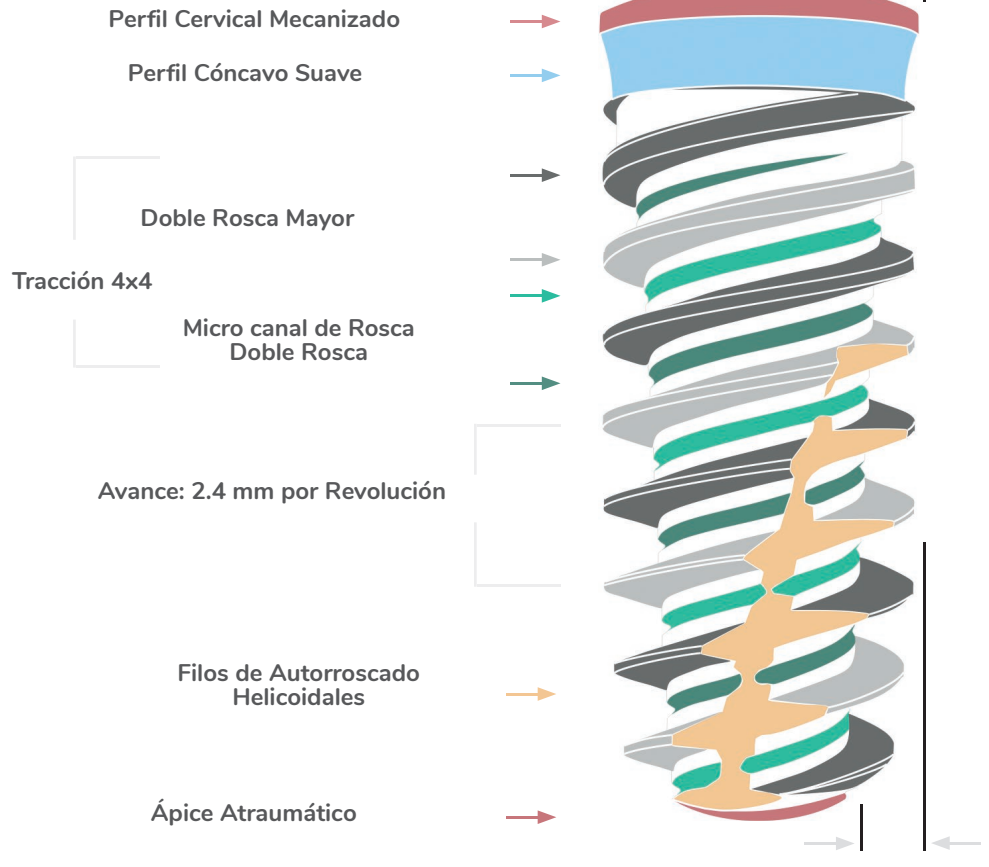 Perfil Cervical Mecanizado
Perfil Cóncavo Suave
Doble Rosca Mayor
Tracción 4x4
Micro canal de Rosca
Doble Rosca
Avance: 2.4 mm por Revolución
Filos de Autorroscado
Helicoidales
Ápice Atraumático